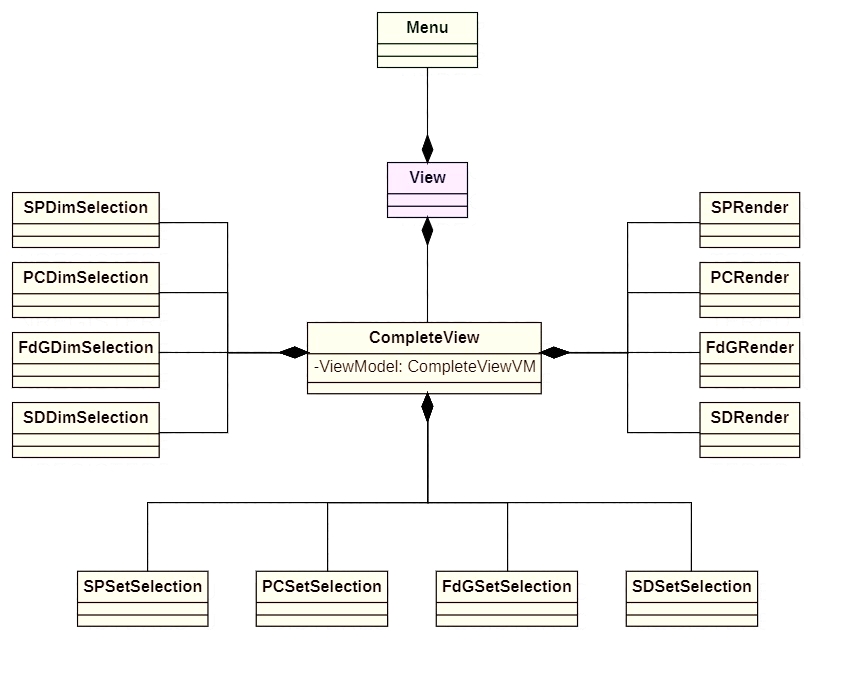 Menu
View
SPDimSelection
SPRender
PCDimSelection
PCRender
CompleteView
FdGDimSelection
FdGRender
-ViewModel: CompleteViewVM
SDDimSelection
SDRender
SPSetSelection
PCSetSelection
FdGSetSelection
SDSetSelection